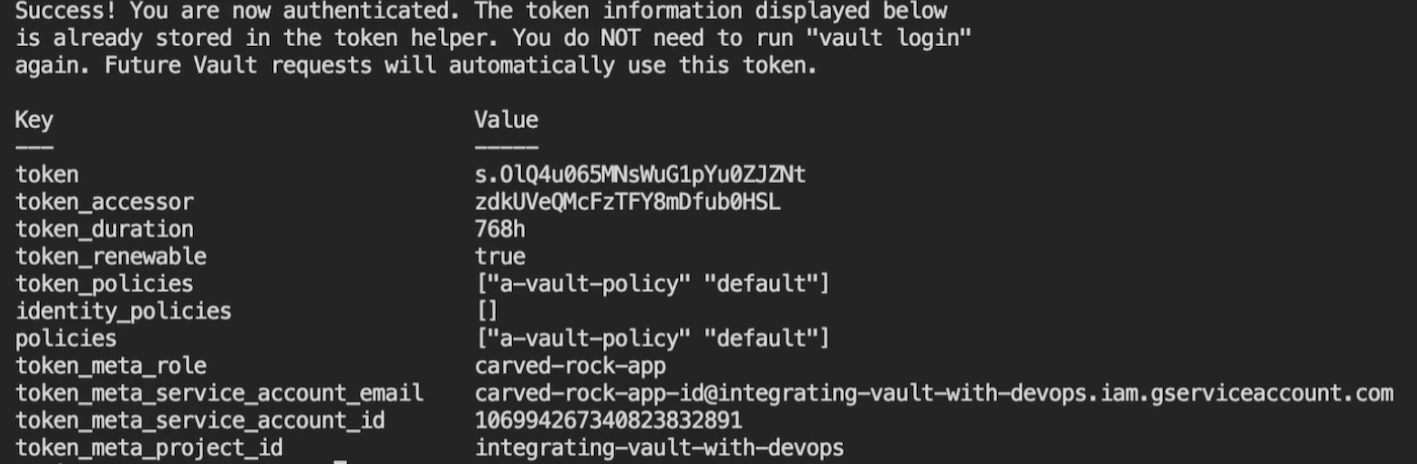 Success! You are now authenticated. The token information displayed below
is already stored in the token helper. You do NOT need to run "vault login"
again. Future Vault requests will automatically use this token.
Key Value
--- -----
token s.OlQ4u065MNsWuG1pYu0ZJZNt
token_accessor zdkUVeQMcFzTFY8mDfub0HSL
token_duration 768h
token_renewable true
token_policies ["a-vault-policy" "default"]
identity_policies []
policies ["a-vault-policy" "default"]
token_meta_role carved-rock-app
token_meta_service_account_email carved-rock-app-id@integrating-vault-with-devops.iam.gserviceaccount.com
token_meta_service_account_id 106994267340823832891
token_meta_project_id integrating-vault-with-devops